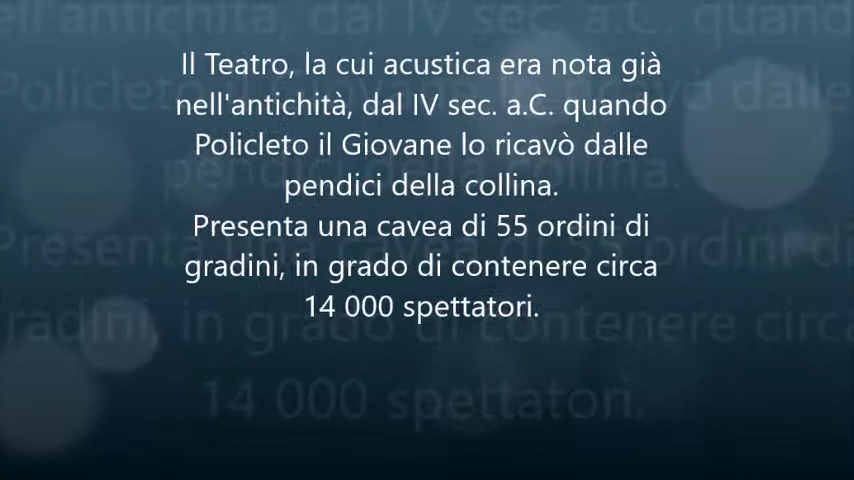 Il Teatro, la cui acustica era nota già
nell'antichità, dal IV sec. a.C. quando
Policleto il Giovane lo ricavò dalle
pendici della collina.
Presenta una cavea di 55 ordini di
gradini, in grado di contenere circa
14 000 spettatori.